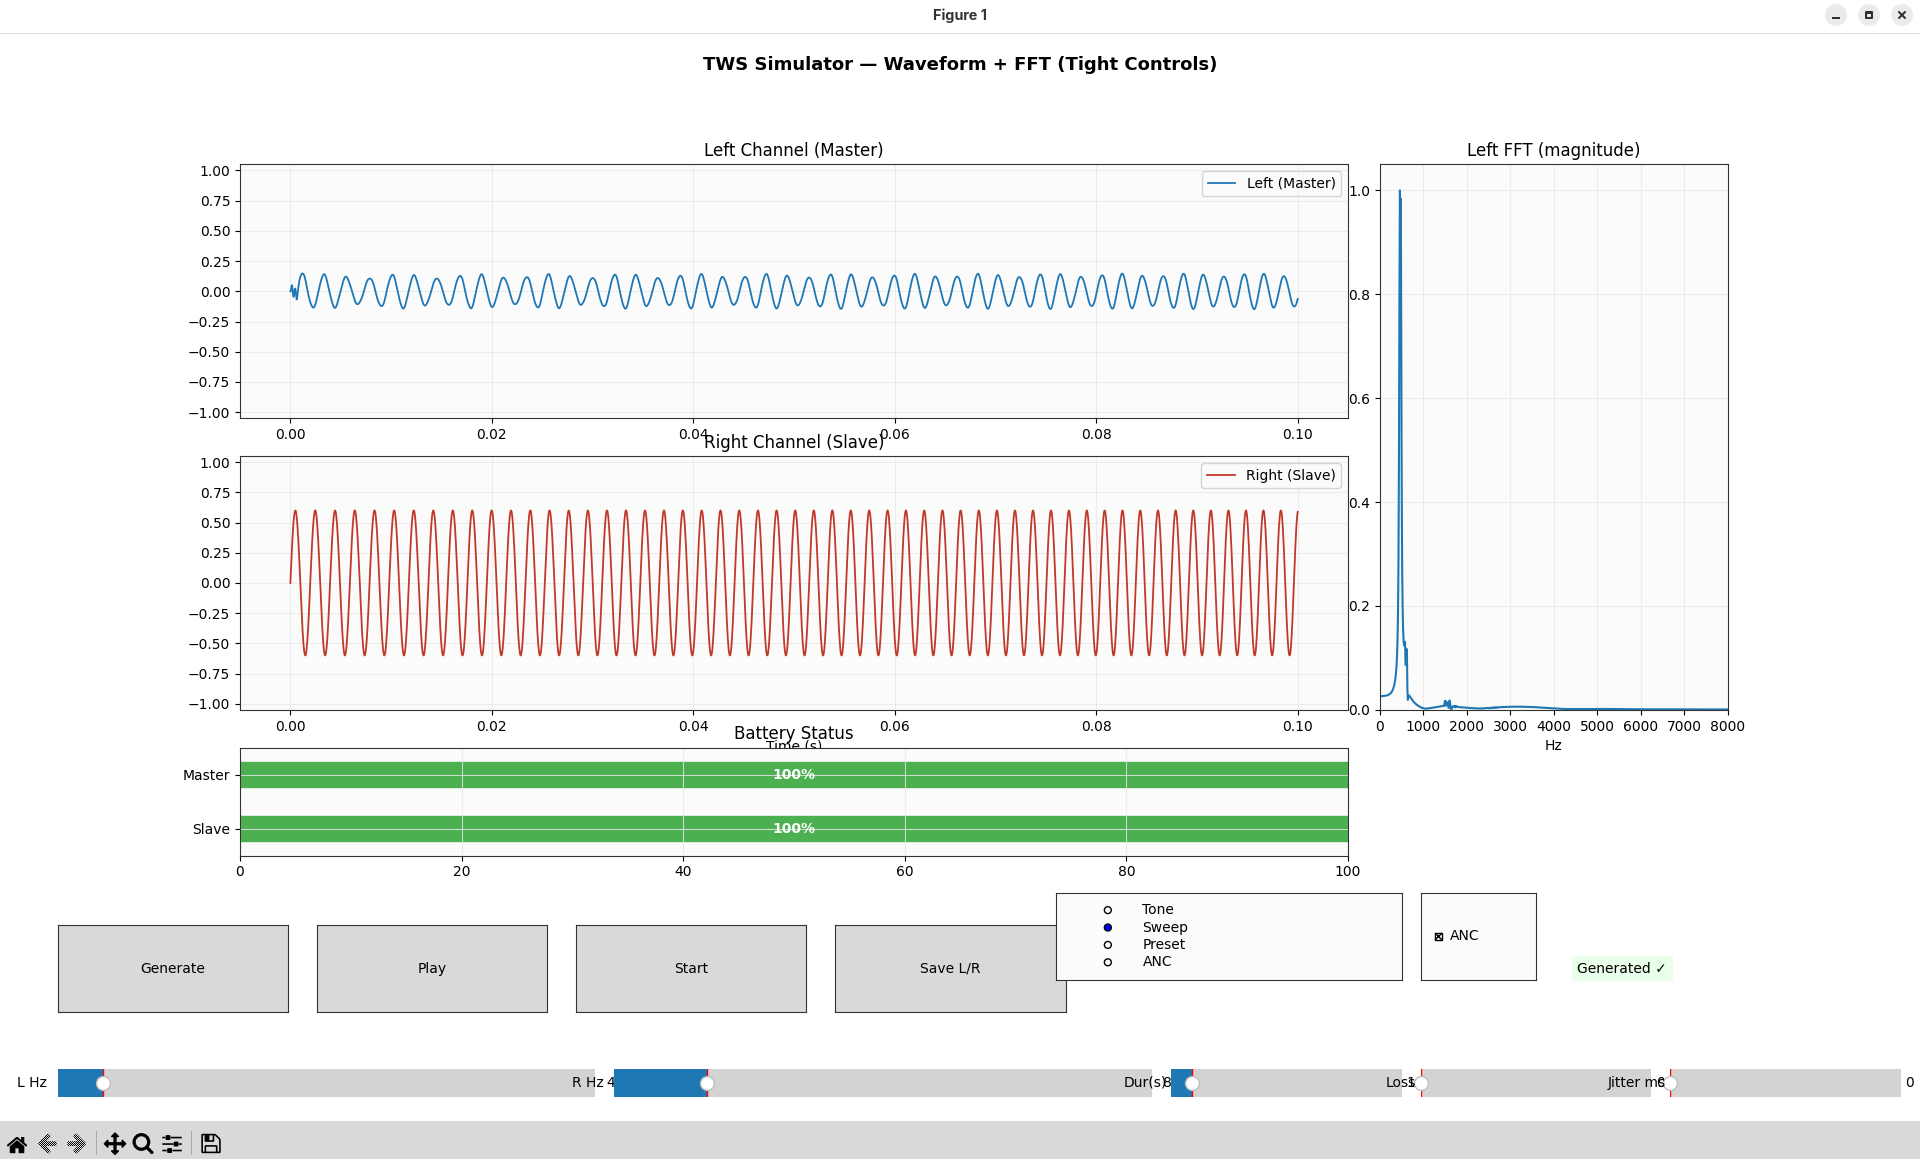 Figure 1
TWS Simulator — Waveform + FFT (Tight Controls)
Left Channel (Master)
1.00
0.75
0.50
0.25
0.00
−0.25
−0.50
−0.75
−1.00
Left (Master)
0.00 0.02 0.04 0.06 0.08 0.10
Left FFT (magnitude)
1.0
0.8
0.6
0.4
0.2
0.0
0 1000 2000 3000 4000 5000 6000 7000 8000
Hz
Right Channel (Slave)
1.00
0.75
0.50
0.25
0.00
−0.25
−0.50
−0.75
−1.00
Right (Slave)
0.00 0.02 0.04 0.06 0.08 0.10
Time (s)
Battery Status
Master 100%
Slave 100%
0 20 40 60 80 100
Generate Play Start Save L/R
Tone
Sweep
Preset
ANC
ANC
Generated ✓
L Hz R Hz 4 Dur(s) 8 Loss Jitter ms 0